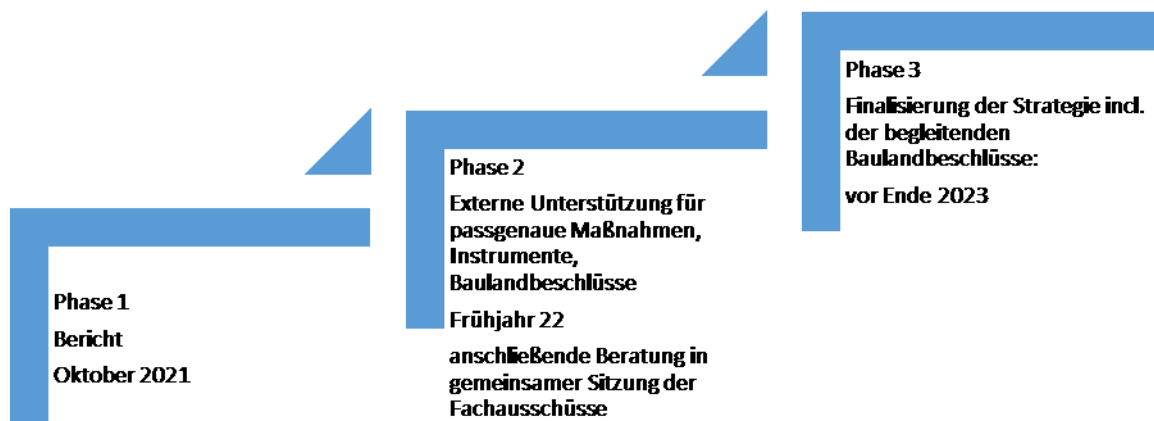 Phase 1
Bericht
Oktober 2021
Phase 2
Externe Unterstützung für
passgenaue Maßnahmen,
Instrumente,
Baulandbeschlüsse
Frühjahr 22
anschließende Beratung in
gemeinsamer Sitzung der
Fachausschüsse
Phase 3
Finalisierung der Strategie incl.
der begleitenden
Baulandbeschlüsse:
vor Ende 2023